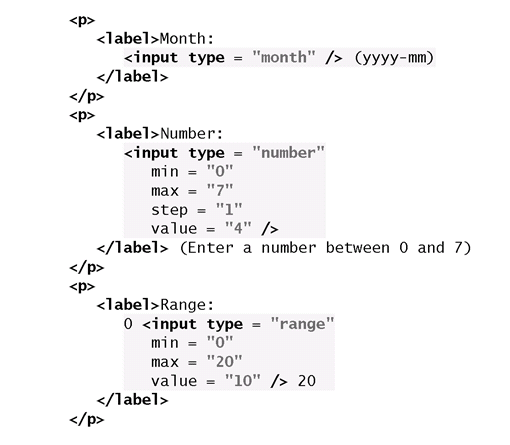 <p>
<label>Month:
<input type = "month" /> (yyyy-mm)
</label>
</p>
<p>
<label>Number:
<input type = "number"
min = "0"
max = "7"
step = "1"
value = "4" />
</label> (Enter a number between 0 and 7)
</p>
<p>
<label>Range:
0 <input type = "range"
min = "0"
max = "20"
value = "10" /> 20
</label>
</p>